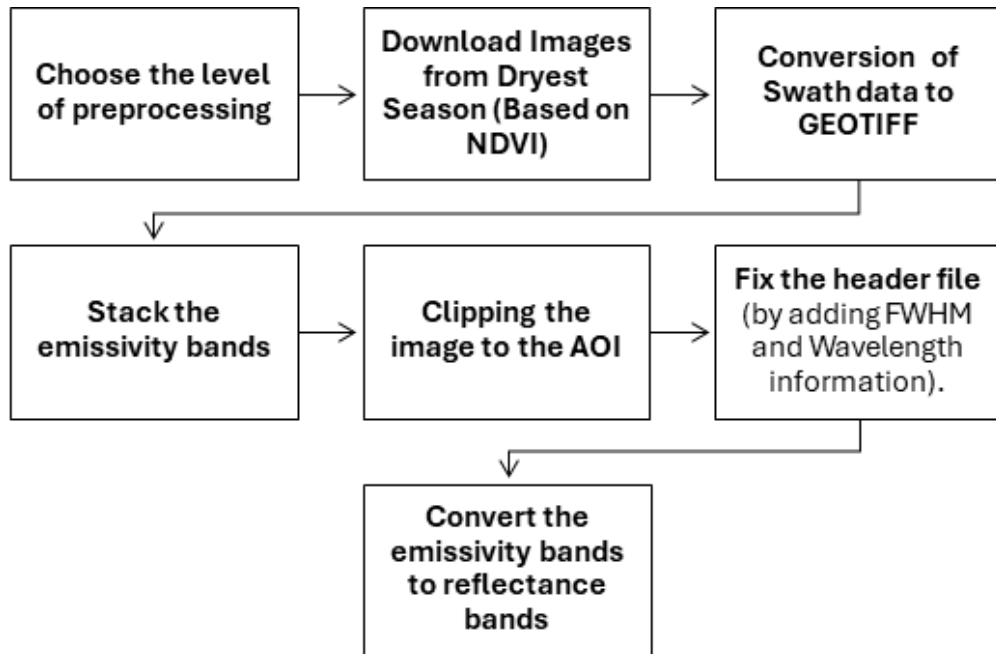 Choose the level
of preprocessing
Download Images
from Dryest
Season (Based on
NDVI)
Conversion of
Swath data to
GEOTIFF
Stack the
emissivity bands
Clipping the
image to the AOI
Fix the header file
(by adding FWHM
and Wavelength
information).
Convert the
emissivity bands
to reflectance
bands